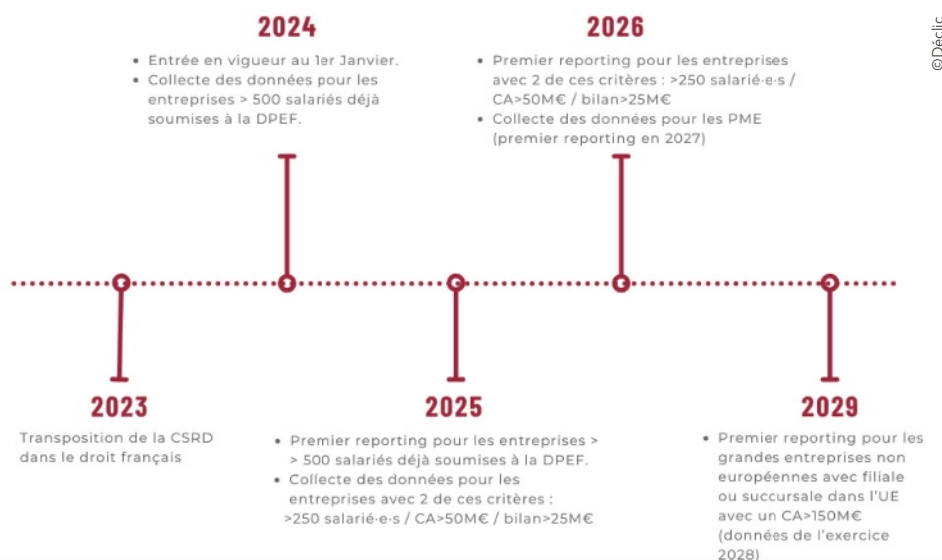 2024
• Entrée en vigueur au 1er Janvier.
• Collecte des données pour les
entreprises > 500 salariés déjà
soumises à la DPEF.
2026
• Premier reporting pour les entreprises
avec 2 de ces critères : >250 salarié·e·s /
CA>50M€ / bilan>25M€
• Collecte des données pour les PME
(premier reporting en 2027)
©Déclic
2023
Transposition de la CSRD
dans le droit français
2025
• Premier reporting pour les entreprises >
> 500 salariés déjà soumises à la DPEF.
• Collecte des données pour les
entreprises avec 2 de ces critères :
>250 salarié·e·s / CA>50M€ / bilan>25M€
2029
• Premier reporting pour les
grandes entreprises non
européennes avec filiale
ou succursale dans l'UE
avec un CA>150M€
(données de l'exercice
2028)